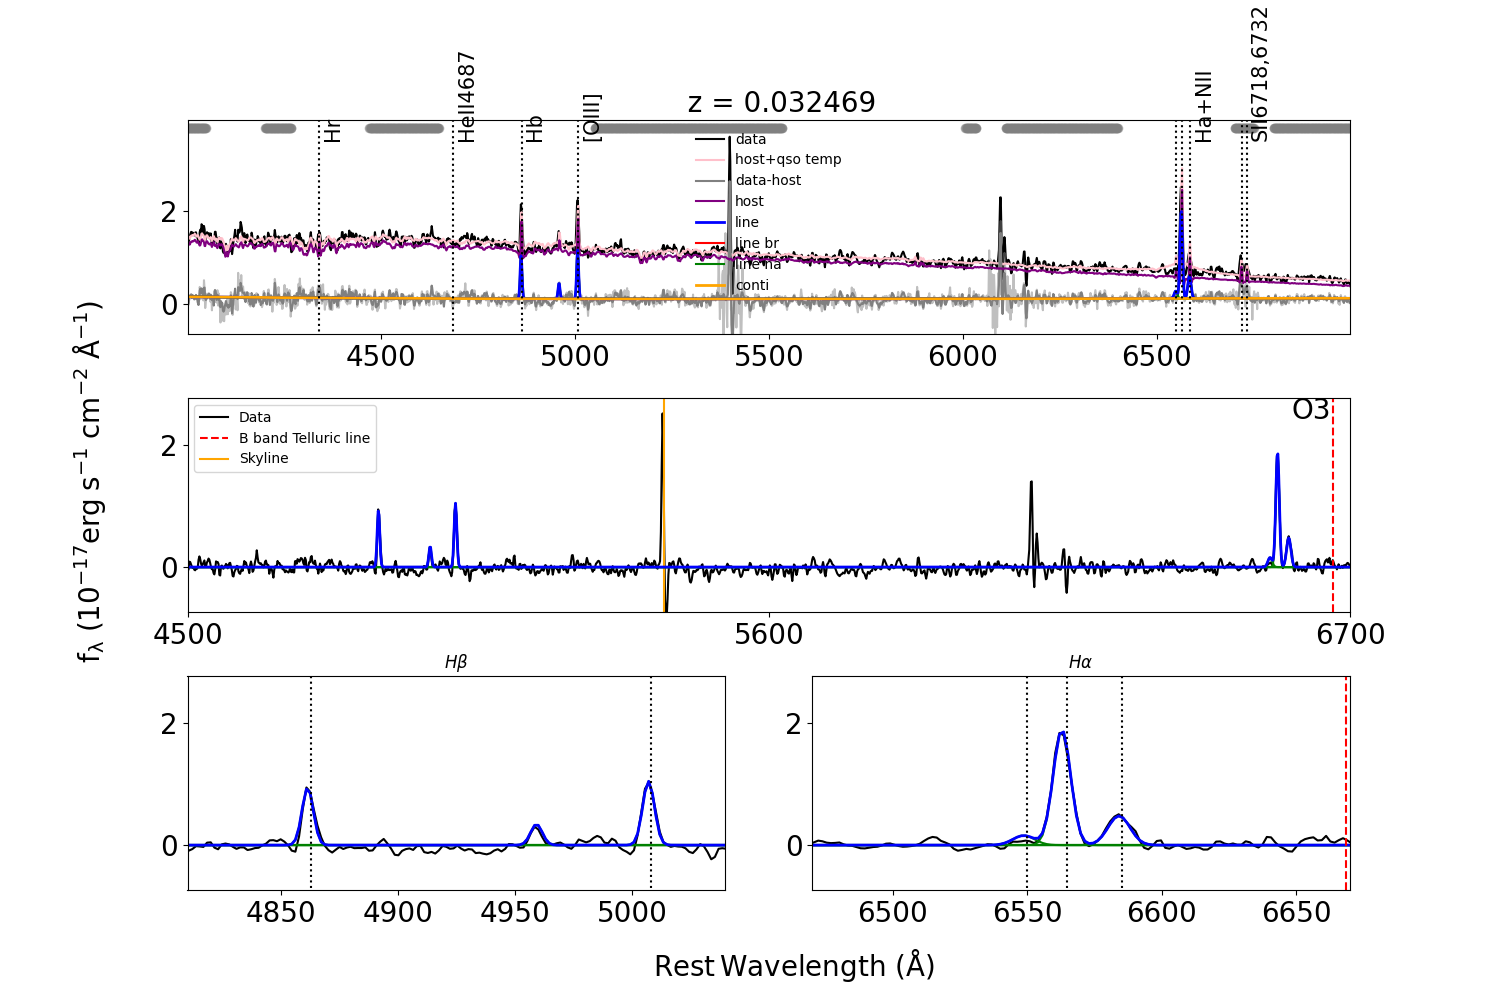 z = 0.032469
Hr
HeII4687
Hb
[OIII]
Ha+NII
SII6718,6732
data
host+qso temp
data-host
host
line
line br
line na
conti
2
0
4500 5000 5500 6000 6500
fλ (10−17erg s−1 cm−2 Å−1)
O3
Data
B band Telluric line
Skyline
2
0
4500 5600 6700
Hβ
2
0
4850 4900 4950 5000
Hα
2
0
6500 6550 6600 6650
Rest Wavelength (Å)